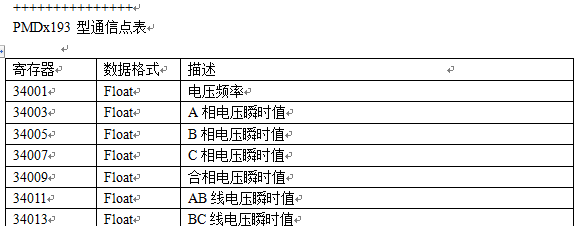 +++++++++++++++
PMDx193 型通信点表
寄存器 数据格式 描述
34001 Float 电压频率
34003 Float A 相电压瞬时值
34005 Float B 相电压瞬时值
34007 Float C 相电压瞬时值
34009 Float 合相电压瞬时值
34011 Float AB 线电压瞬时值
34013 Float BC 线电压瞬时值